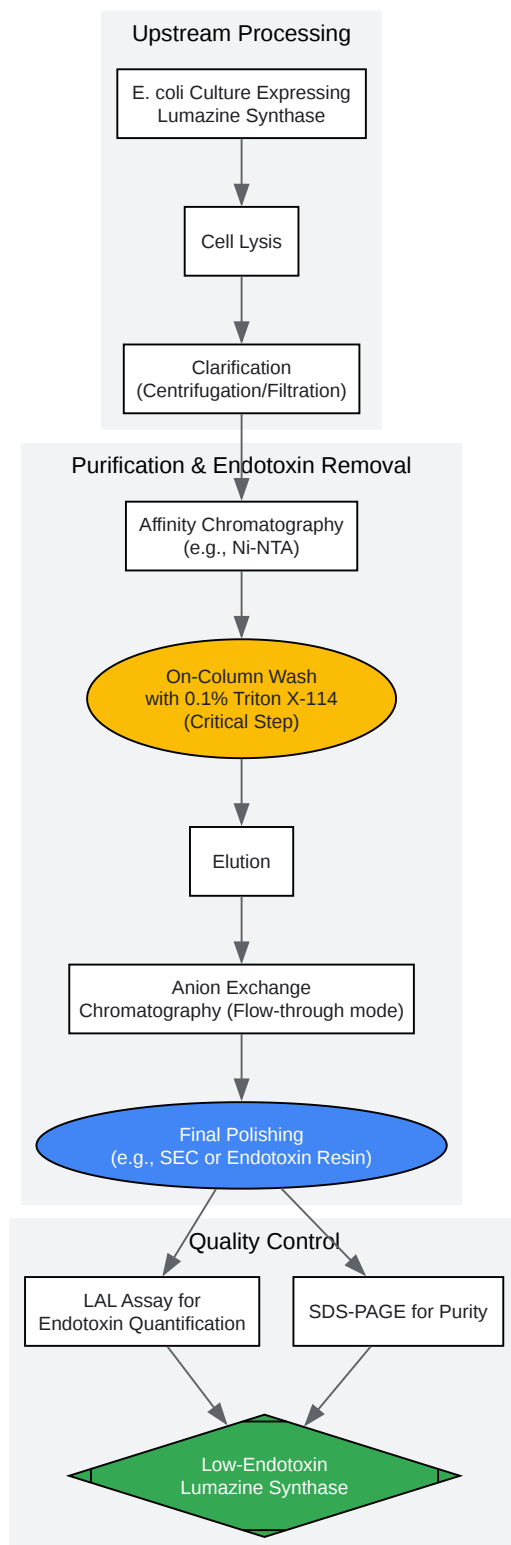 Upstream Processing
E. coli Culture Expressing
Lumazine Synthase
Cell Lysis
Clarification
(Centrifugation/Filtration)
Purification & Endotoxin Removal
Affinity Chromatography
(e.g., Ni-NTA)
On-Column Wash
with 0.1% Triton X-114
(Critical Step)
Elution
Anion Exchange
Chromatography (Flow-through mode)
Final Polishing
(e.g., SEC or Endotoxin Resin)
Quality Control
LAL Assay for
Endotoxin Quantification
SDS-PAGE for Purity
Low-Endotoxin
Lumazine Synthase